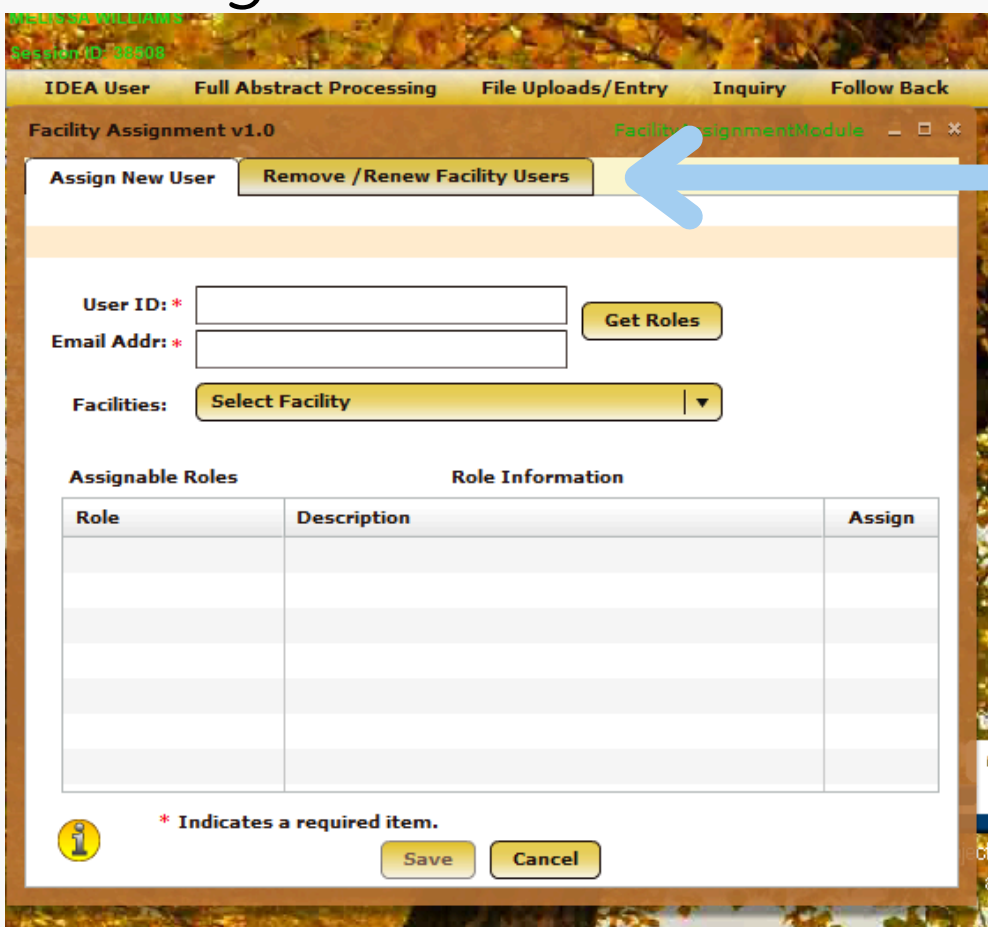 MELISSA WILLIAMS
Session ID: 38508
IDEA User Full Abstract Processing File Uploads/Entry Inquiry Follow Back
Facility Assignment v1.0
Assign New User Remove /Renew Facility Users
User ID: *
Get Roles
Email Addr: *
Facilities: Select Facility
Assignable Roles Role Information
Role Description Assign
* Indicates a required item.
Save Cancel